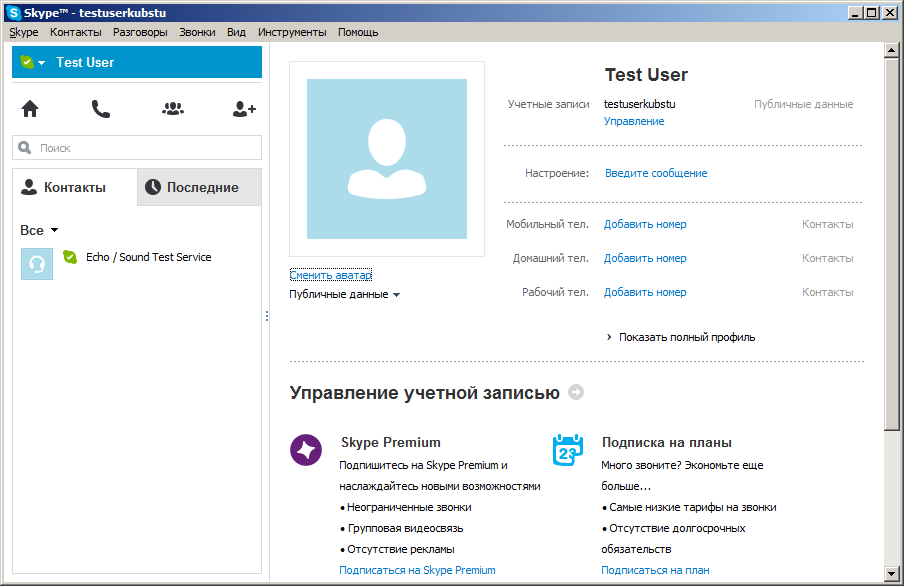 Skype™ - testuserkubstu
Skype Контакты Разговоры Звонки Вид Инструменты Помощь
Test User
Поиск
Контакты Последние
Все
Echo / Sound Test Service
Сменить аватар
Публичные данные
Test User
Учетные записи testuserkubstu Публичные данные
Управление
Настроение: Введите сообщение
Мобильный тел. Добавить номер Контакты
Домашний тел. Добавить номер Контакты
Рабочий тел. Добавить номер Контакты
Показать полный профиль
Управление учетной записью
Skype Premium
Подпишитесь на Skype Premium и
наслаждайтесь новыми возможностями
• Неограниченные звонки
• Групповая видеосвязь
• Отсутствие рекламы
Подписаться на Skype Premium
23
Подписка на планы
Много звоните? Экономьте еще
больше...
• Самые низкие тарифы на звонки
• Отсутствие долгосрочных
обязательств
Подписаться на план